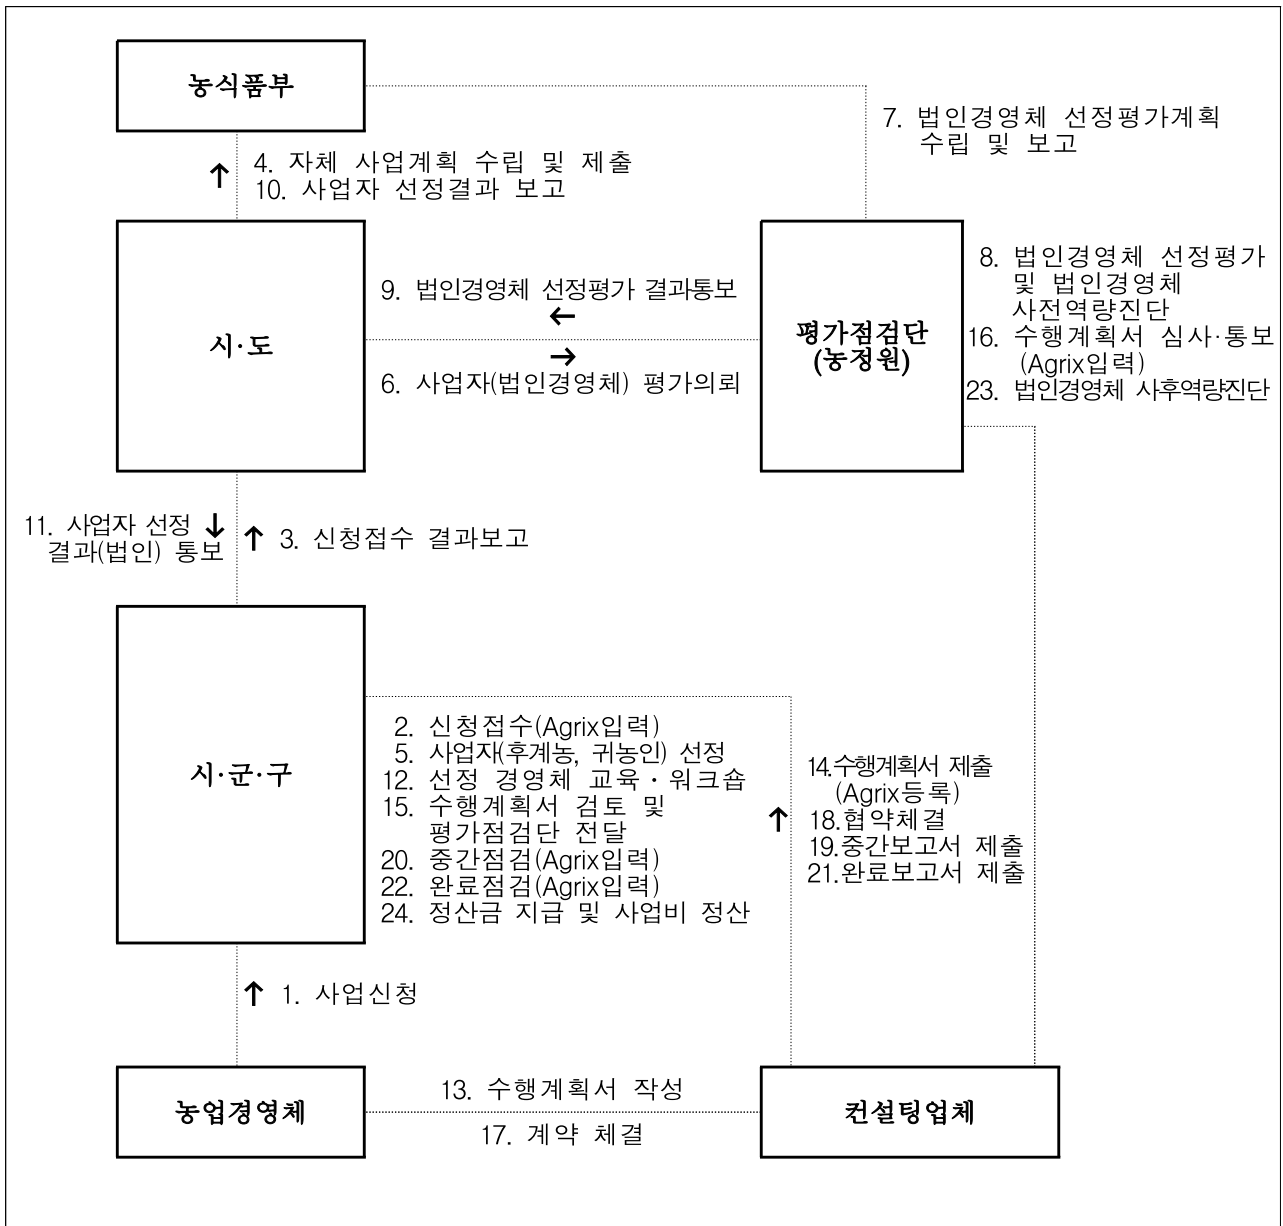 농식품부
7. 법인경영체 선정평가계획
수립 및 보고
4. 자체 사업계획 수립 및 제출
10. 사업자 선정결과 보고
시·도
9. 법인경영체 선정평가 결과통보
6. 사업자(법인경영체) 평가의뢰
평가점검단
(농정원)
8. 법인경영체 선정평가
및 법인경영체
사전역량진단
16. 수행계획서 심사·통보
(Agrix입력)
23. 법인경영체 사후역량진단
11. 사업자 선정
결과(법인) 통보
3. 신청접수 결과보고
시·군·구
2. 신청접수(Agrix입력)
5. 사업자(후계농, 귀농인) 선정
12. 선정 경영체 교육·워크숍
15. 수행계획서 검토 및
평가점검단 전달
20. 중간점검(Agrix입력)
22. 완료점검(Agrix입력)
24. 정산금 지급 및 사업비 정산
14.수행계획서 제출
(Agrix등록)
18.협약체결
19.중간보고서 제출
21.완료보고서 제출
1. 사업신청
농업경영체
13. 수행계획서 작성
17. 계약 체결
컨설팅업체